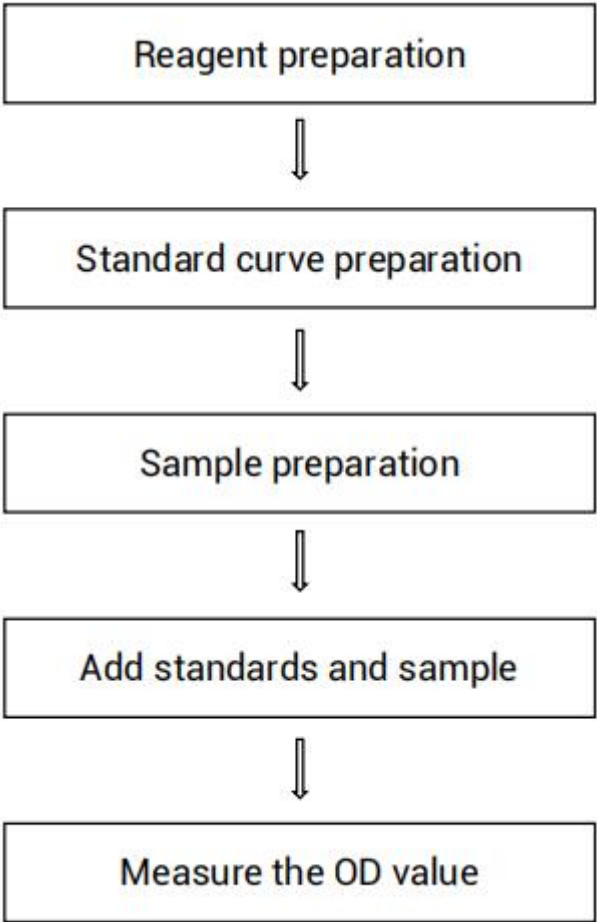 Reagent preparation
Standard curve preparation
Sample preparation
Add standards and sample
Measure the OD value